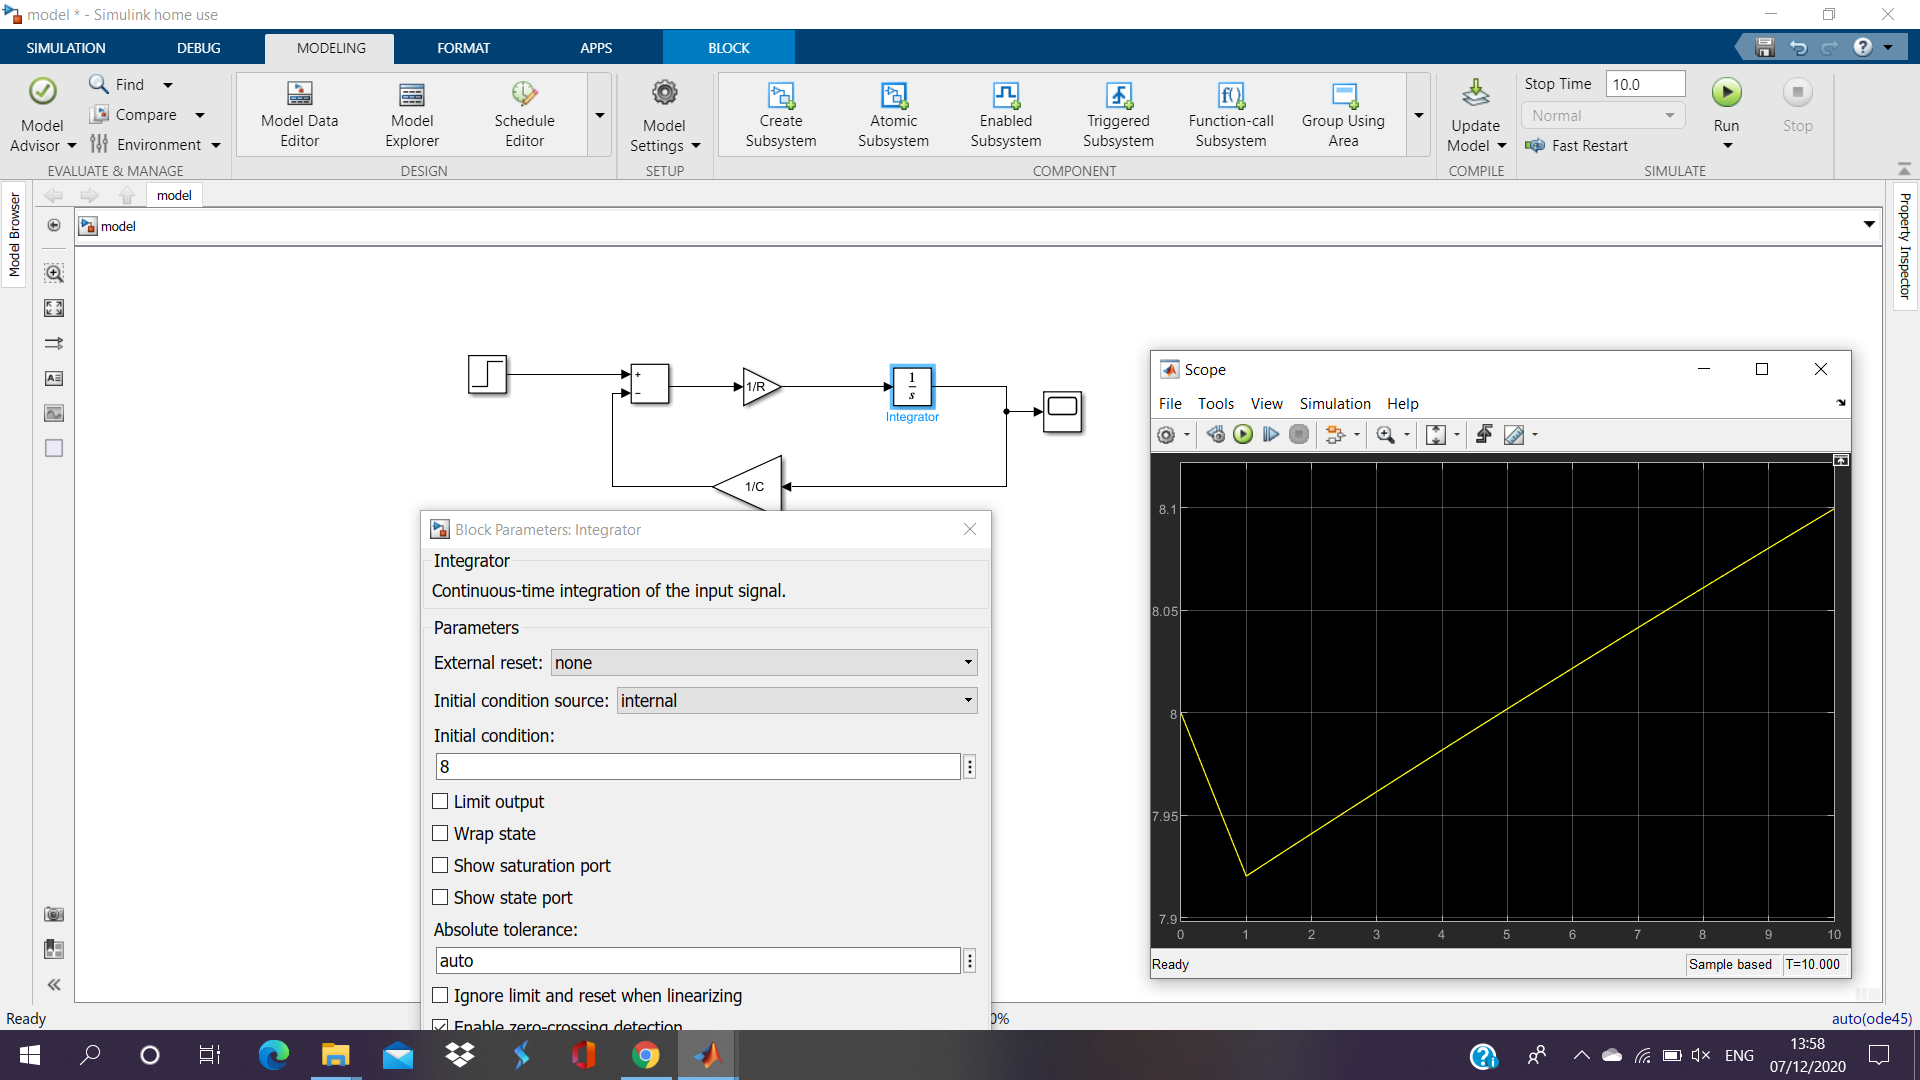 model * - Simulink home use
SIMULATION DEBUG MODELING FORMAT APPS BLOCK
Model Advisor
Find
Compare
Environment
EVALUATE & MANAGE
Model Data Editor
Model Explorer
Schedule Editor
DESIGN
Model Settings
SETUP
Create Subsystem
Atomic Subsystem
Enabled Subsystem
Triggered Subsystem
Function-call Subsystem
Group Using Area
COMPONENT
Update Model
COMPILE
Stop Time 10.0
Normal
Fast Restart
Run
Stop
SIMULATE
Model Browser
model
model
Property Inspector
+
−
1/R
1
s
Integrator
1/C
Block Parameters: Integrator
Integrator
Continuous-time integration of the input signal.
Parameters
External reset: none
Initial condition source: internal
Initial condition:
8
Limit output
Wrap state
Show saturation port
Show state port
Absolute tolerance:
auto
Ignore limit and reset when linearizing
Enable zero-crossing detection
Scope
File Tools View Simulation Help
8.1
8.05
8
7.95
7.9
0 1 2 3 4 5 6 7 8 9 10
Ready Sample based T=10.000
Ready 0% auto(ode45)
ENG
13:58
07/12/2020